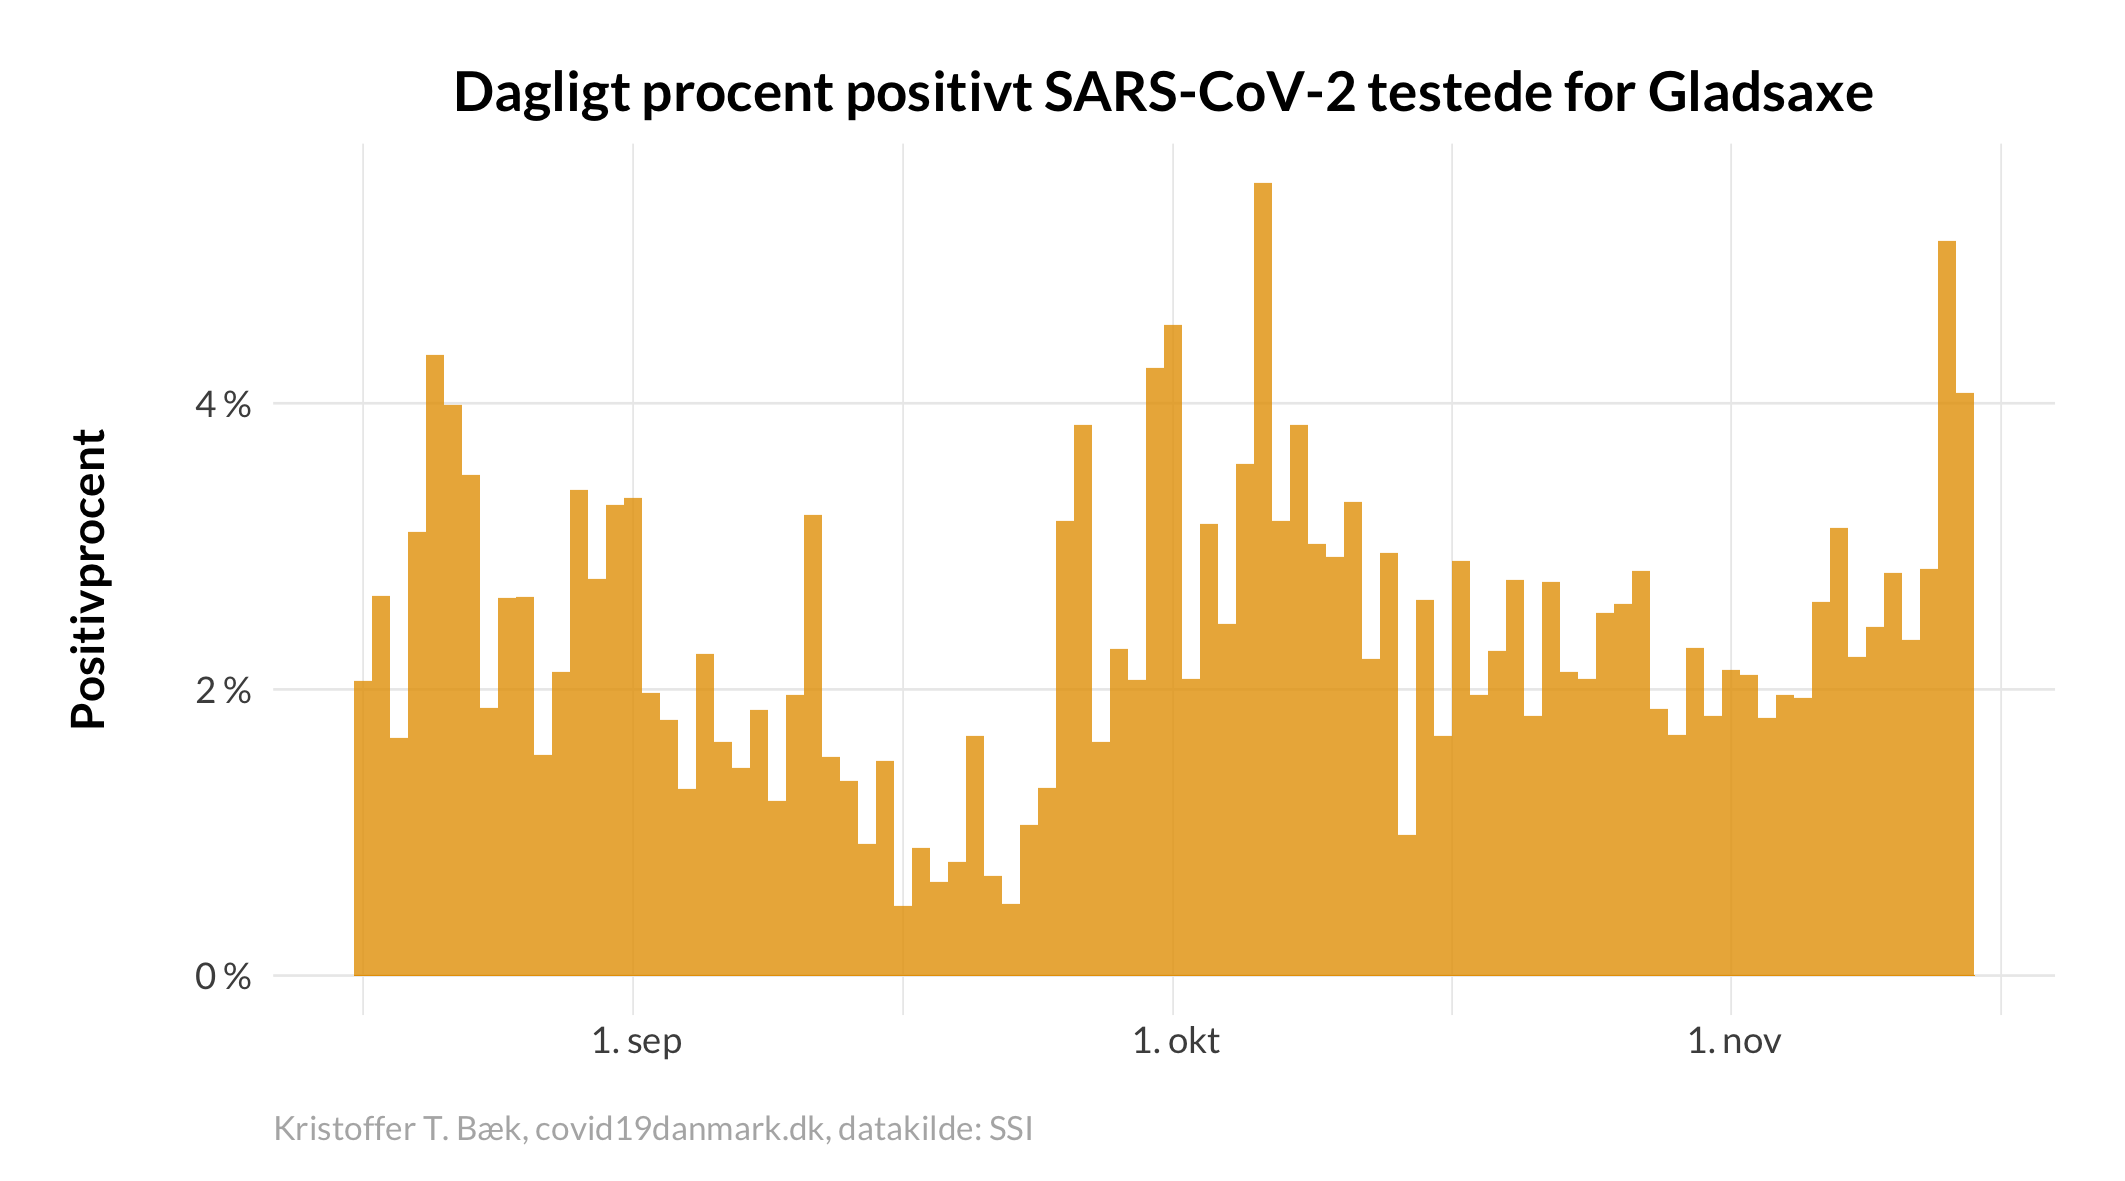 Dagligt procent positivt SARS-CoV-2 testede for Gladsaxe
Positivprocent
4 %
2 %
0 %
1. sep
1. okt
1. nov
Kristoffer T. Bæk, covid19danmark.dk, datakilde: SSI